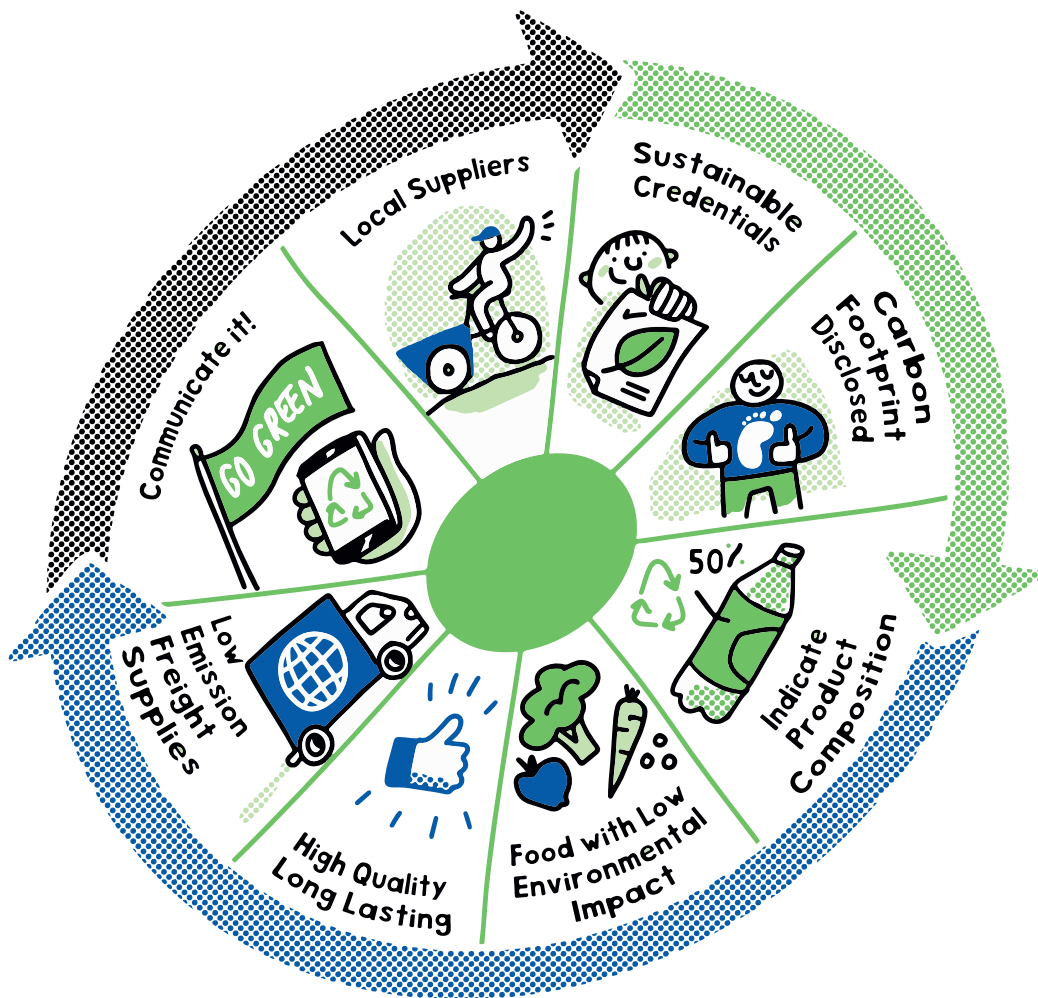 Local Suppliers
Sustainable
Credentials
Carbon
Footprint
Disclosed
50%
Indicate
Product
Composition
Food with Low
Environmental
Impact
High Quality
Long Lasting
Low
Emission
Freight
Supplies
Communicate it!
GO GREEN